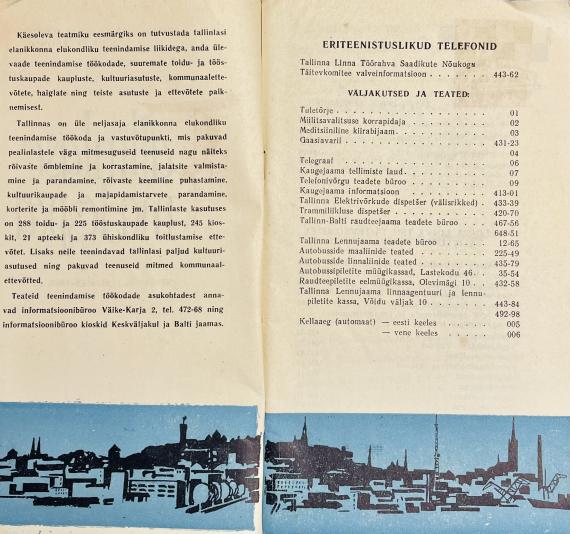 Käesoleva teatmiku eesmärgiks on tutvustada tallinlasi
elanikkonna elukondliku teenindamise liikidega, anda üle-
vaade teenindamise töökodade, suuremate toidu- ja töös-
tuskaupade kaupluste, kultuuriasutuste, kommunaalette-
võtete, haiglate ning teiste asutuste ja ettevõtete paik-
nemisest.
Tallinnas on üle neljasaja elanikkonna elukondliku
teenindamise töökoda ja vastuvõtupunkti, mis pakuvad
pealinlastele väga mitmesuguseid teenuseid nagu näiteks
rõivaste õmblemine ja korrastamine, jalatsite valmista-
mine ja parandamine, rõivaste keemiline puhastamine,
kultuurikaupade ja majapidamistarvete parandamine,
korterite ja mööbli remontimine jm. Tallinlaste kasutuses
on 288 toidu- ja 225 tööstuskaupade kauplust, 245 kios-
kit, 21 apteeki ja 373 ühiskondliku toitlustamise ette-
võtet. Lisaks neile teenindavad tallinlasi paljud kultuuri-
asutused ning pakuvad teenuseid mitmed kommunaal-
ettevõtted.
Teateid teenindamise töökodade asukohtadest anna-
vad informatsioonibüroo Väike-Karja 2, tel. 472-68 ning
informatsioonibüroo kioskid Keskväljakul ja Balti jaamas.
ERITEENISTUSLIKUD TELEFONID
Tallinna Linna Töörahva Saadikute Nõukogu
Täitevkomitee valveinformatsioon . . . . . . . 443-62
VÄLJAKUTSED JA TEATED:
Tuletõrje . . . . . . . . . . . . . . . . 01
Miilitsavalitsuse korrapidaja . . . . . . . . . 02
Meditsiiniline kiirabijaam . . . . . . . . . . 03
Gaasiavarii . . . . . . . . . . . . . . . 431-23
04
Telegraaf . . . . . . . . . . . . . . . . 06
Kaugejaama tellimiste laud . . . . . . . . . . 07
Telefonivõrgu teadete büroo . . . . . . . . . 09
Kaugejaama informatsioon . . . . . . . . . 413-01
Tallinna Elektrivõrkude dispetšer (välisrikked) . 433-39
Trammiliikluse dispetšer . . . . . . . . . . 420-70
Tallinn-Balti raudteejaama teadete büroo . . . . 467-56
648-51
Tallinna Lennujaama teadete büroo . . . . . . 12-65
Autobusside maaliinide teated . . . . . . . . 225-49
Autobusside linnaliinide teated . . . . . . . . 435-79
Autobussipiletite müügikassad, Lastekodu 46 . . 35-54
Raudteepiletite eelmüügikassa, Olevimägi 10 . . . 432-58
Tallinna Lennujaama linnaagentuuri ja lennu-
piletite kassa, Võidu väljak 10 . . . . . . . 443-84
492-98
Kellaaeg (automaat) — eesti keeles . . . . . . 005
— vene keeles . . . . . . 006